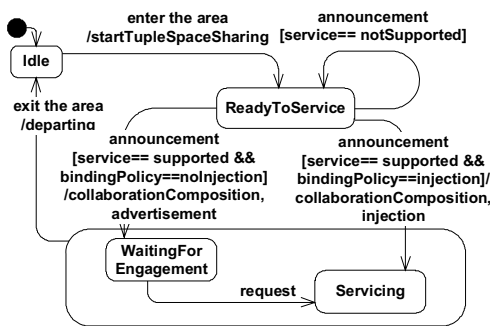 enter the area
/startTupleSpaceSharing
announcement
[service== notSupported]
Idle
ReadyToService
exit the area
/departing
announcement
[service== supported &&
bindingPolicy==noInjection]
/collaborationComposition,
advertisement
announcement
[service== supported &&
bindingPolicy==injection]/
collaborationComposition,
injection
WaitingFor
Engagement
request
Servicing